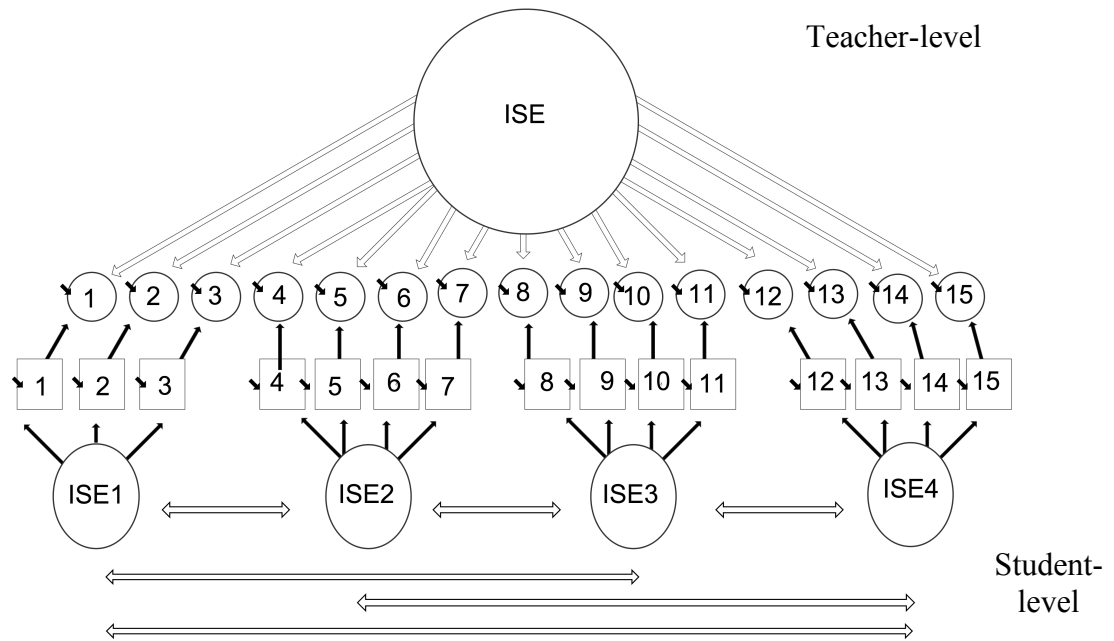 Teacher-level
ISE
1 2 3 4 5 6 7 8 9 10 11 12 13 14 15
1 2 3 4 5 6 7 8 9 10 11 12 13 14 15
ISE1 ISE2 ISE3 ISE4
Student-
level